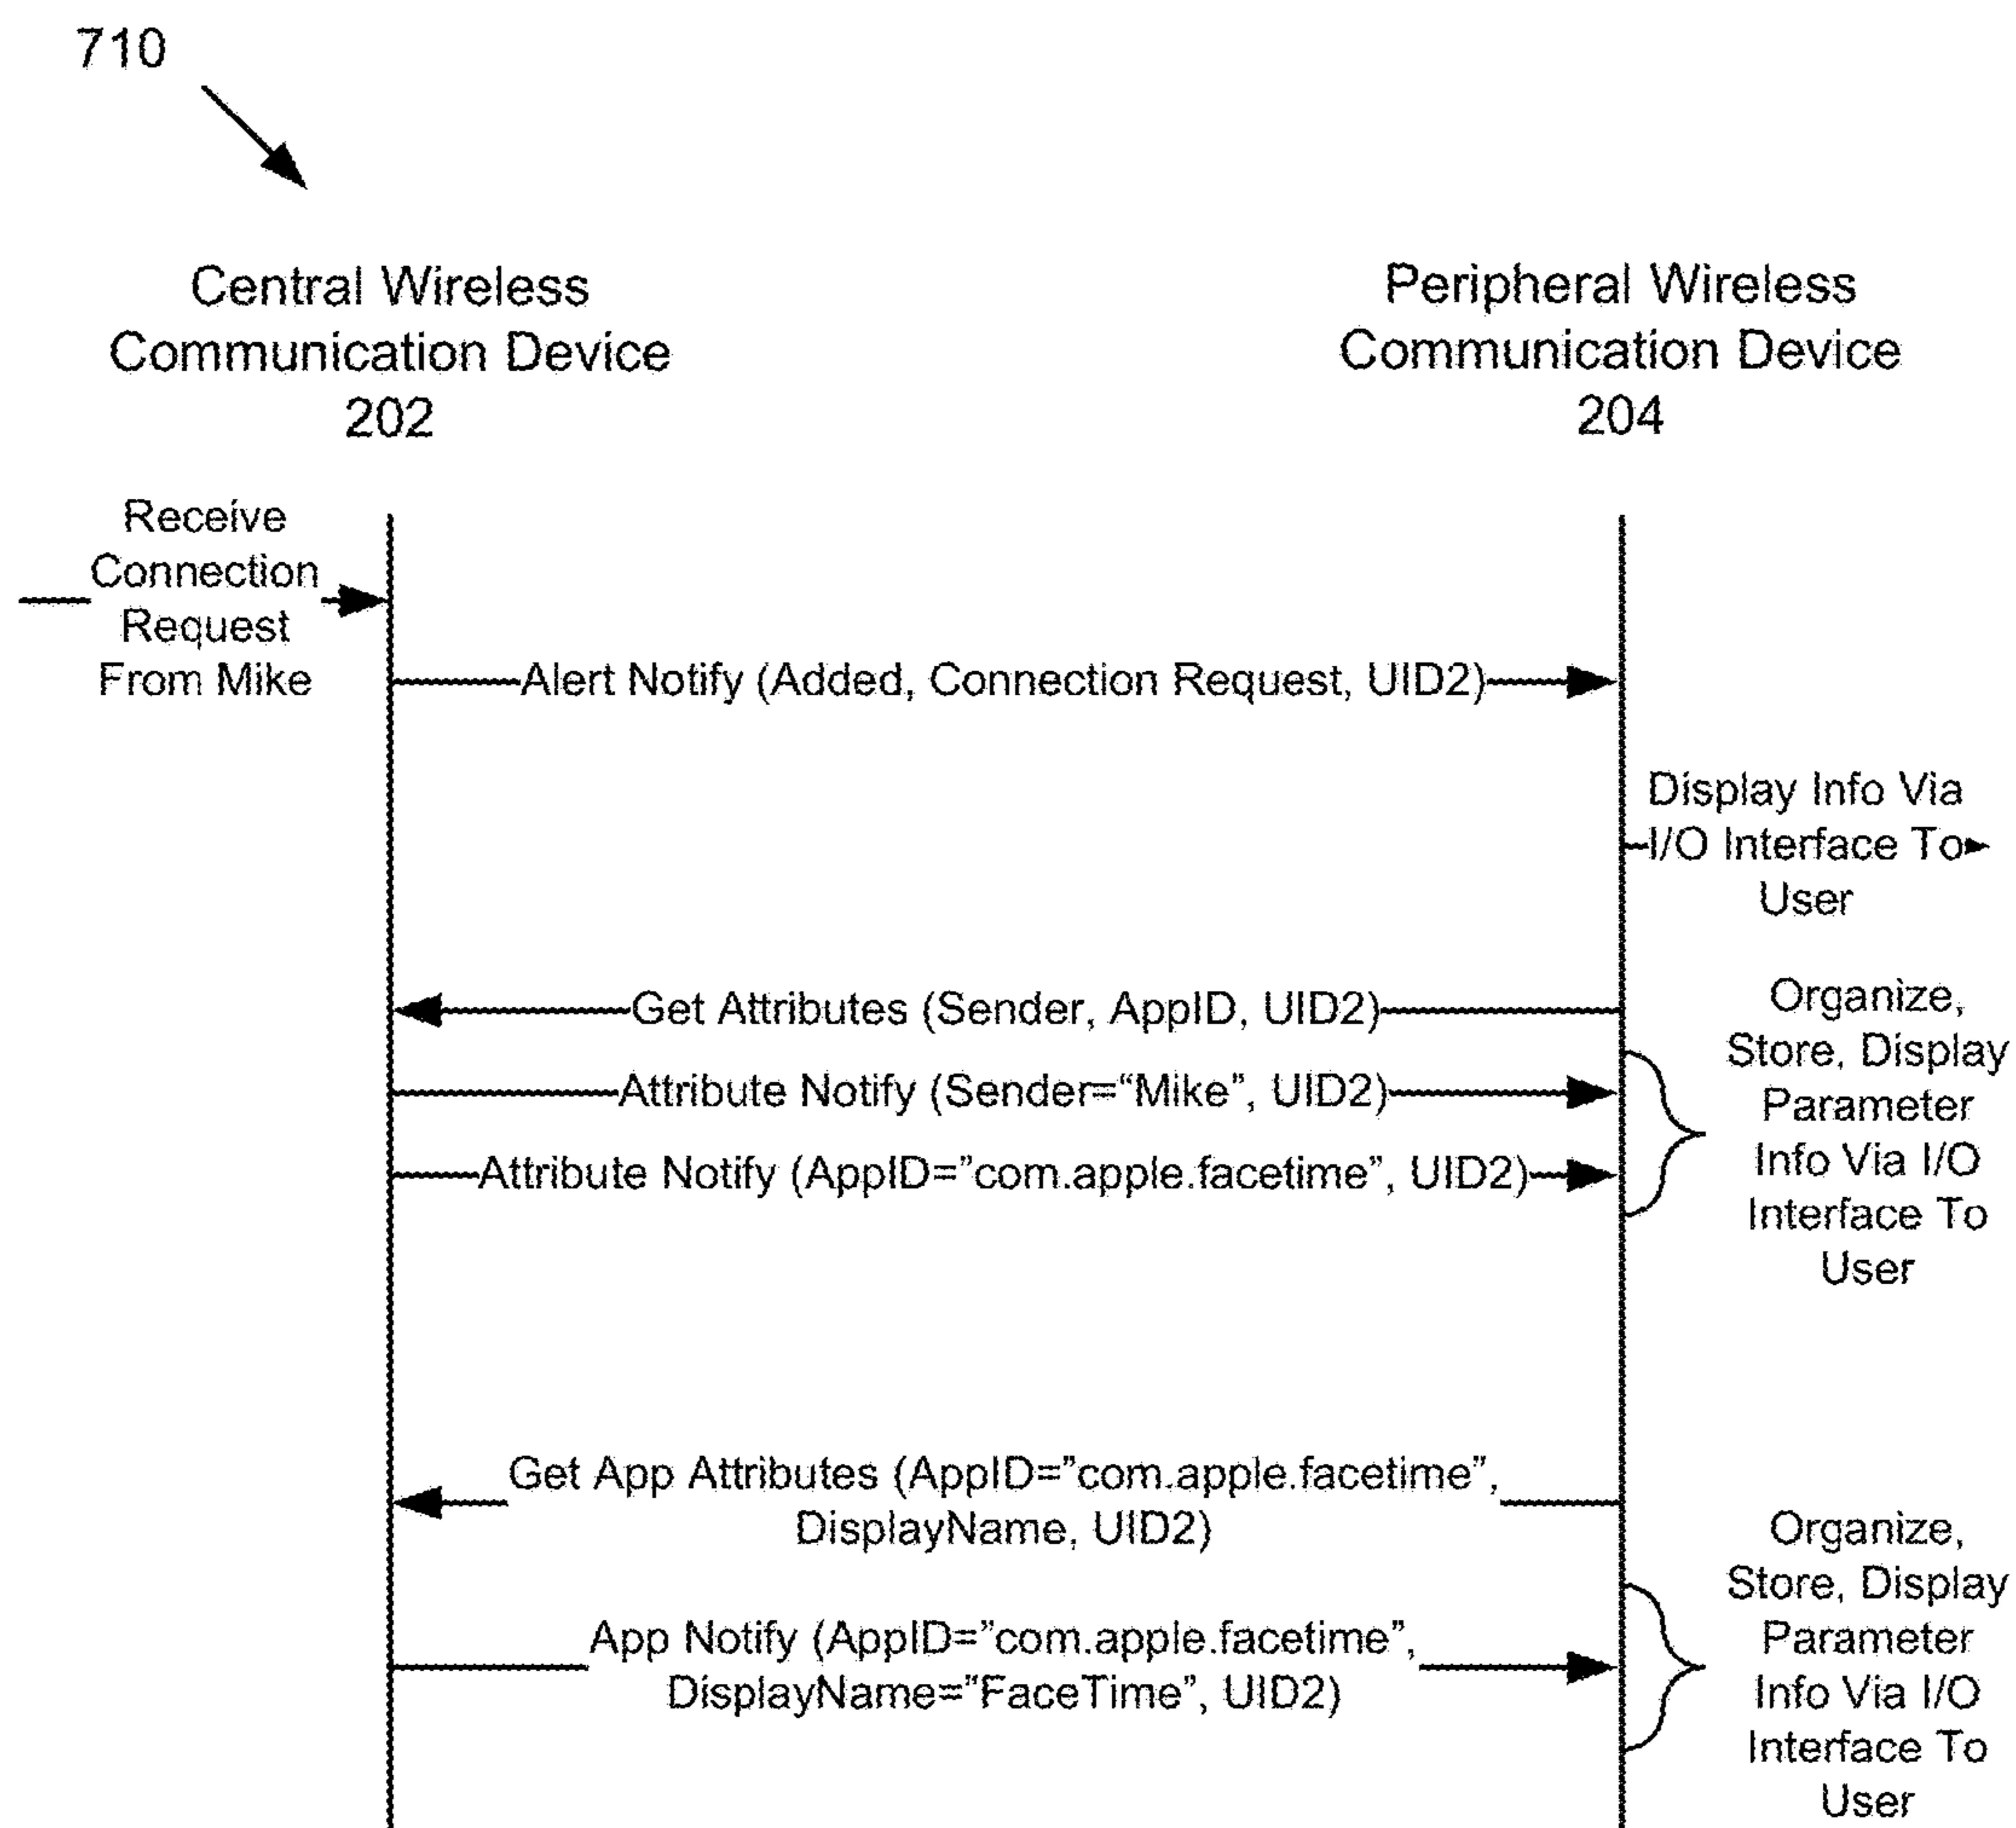 710
Central Wireless
Communication Device
202
Peripheral Wireless
Communication Device
204
Receive
Connection
Request
From Mike
Alert Notify (Added, Connection Request, UID2)
Display Info Via
I/O Interface To
User
Get Attributes (Sender, AppID, UID2)
Attribute Notify (Sender="Mike", UID2)
Attribute Notify (AppID="com.apple.facetime", UID2)
Organize,
Store, Display
Parameter
Info Via I/O
Interface To
User
Get App Attributes (AppID="com.apple.facetime",
DisplayName, UID2)
App Notify (AppID="com.apple.facetime",
DisplayName="FaceTime", UID2)
Organize,
Store, Display
Parameter
Info Via I/O
Interface To
User